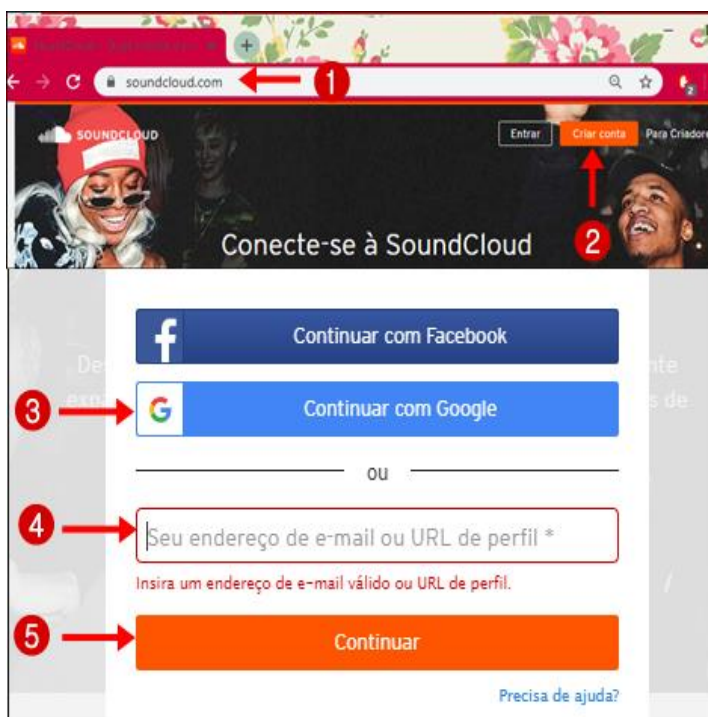 soundcloud.com
1
SOUNDCLOUD
Entrar
Criar conta
Para Criadore
2
Conecte-se à SoundCloud
Continuar com Facebook
3
Continuar com Google
ou
4
Seu endereço de e-mail ou URL de perfil *
Insira um endereço de e-mail válido ou URL de perfil.
5
Continuar
Precisa de ajuda?